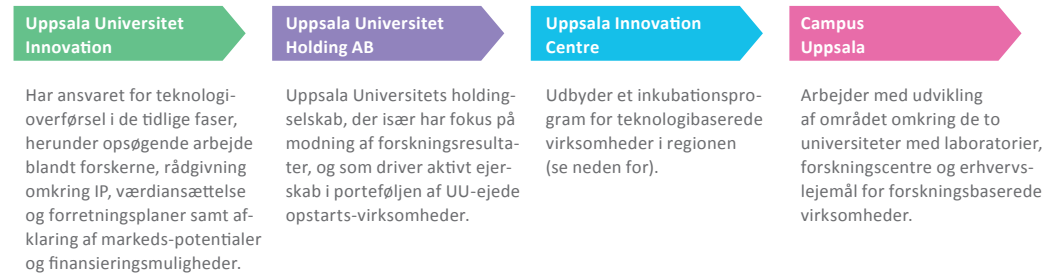 Uppsala Universitet
Innovation
Har ansvaret for teknologi-
overførsel i de tidlige faser,
herunder opsøgende arbejde
blandt forskerne, rådgivning
omkring IP, værdiansættelse
og forretningsplaner samt af-
klaring af markeds-potentialer
og finansieringsmuligheder.
Uppsala Universitet
Holding AB
Uppsala Universitets holding-
selskab, der især har fokus på
modning af forskningsresulta-
ter, og som driver aktivt ejer-
skab i porteføljen af UU-ejede
opstarts-virksomheder.
Uppsala Innovation
Centre
Udbyder et inkubationspro-
gram for teknologibaserede
virksomheder i regionen
(se neden for).
Campus
Uppsala
Arbejder med udvikling
af området omkring de to
universiteter med laboratorier,
forskningscentre og erhvervs-
lejemål for forskningsbaserede
virksomheder.